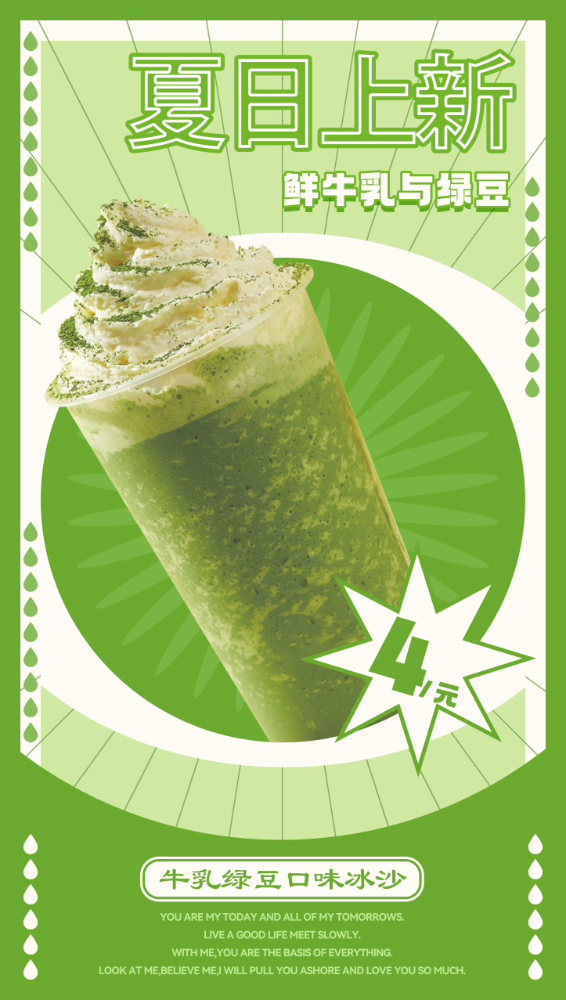 夏日上新
鲜牛乳与绿豆
4/元
牛乳绿豆口味冰沙
YOU ARE MY TODAY AND ALL OF MY TOMORROWS.
LIVE A GOOD LIFE MEET SLOWLY.
WITH ME,YOU ARE THE BASIS OF EVERYTHING.
LOOK AT ME,BELIEVE ME,I WILL PULL YOU ASHORE AND LOVE YOU SO MUCH.